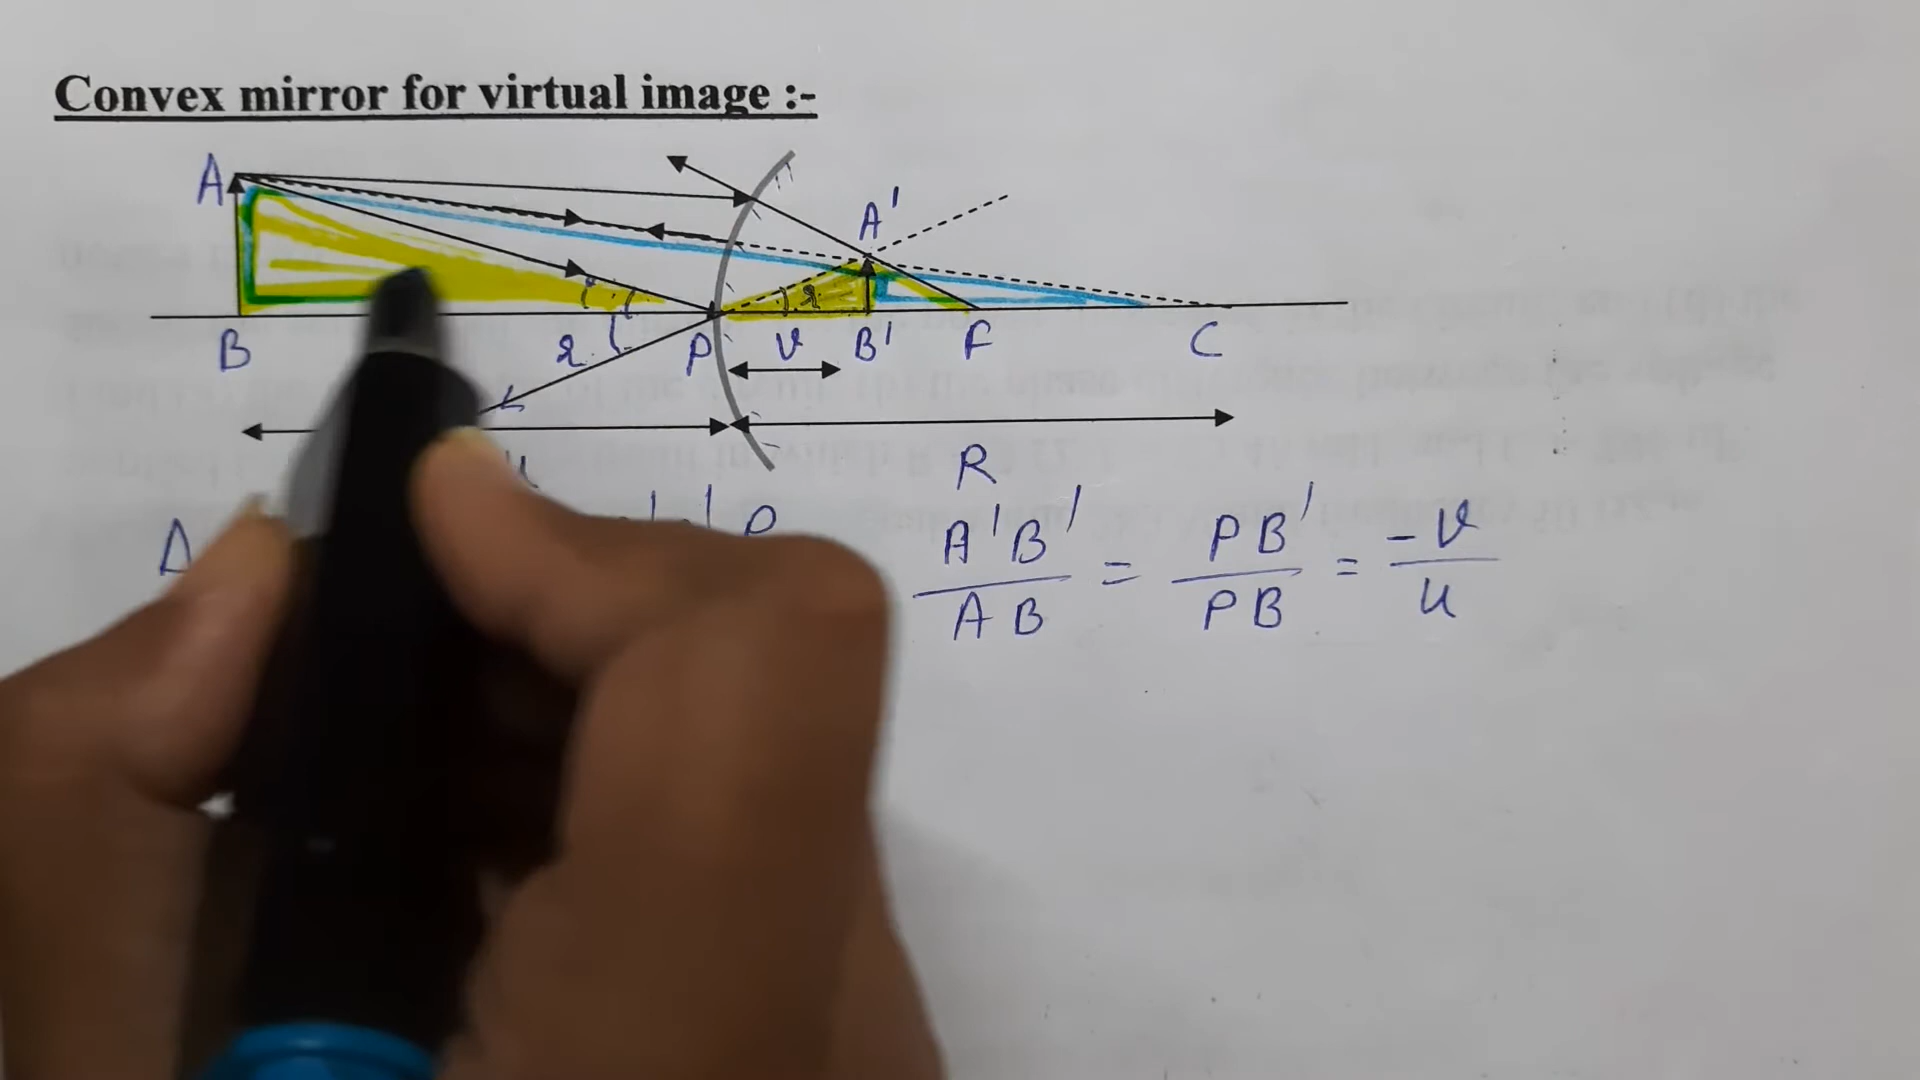 Convex mirror for virtual image :-
A
A'
B r P v B' F C
R
Δ
A'B' / AB = PB' / PB = -v / u